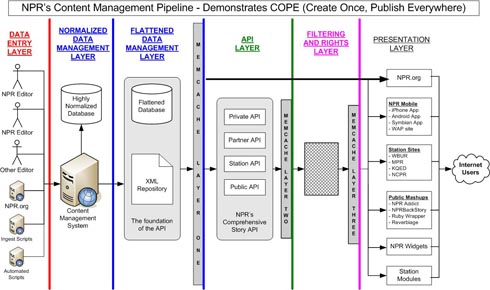 NPR's Content Management Pipeline - Demonstrates COPE (Create Once, Publish Everywhere)
DATA
ENTRY
LAYER
NORMALIZED
DATA
MANAGEMENT
LAYER
FLATTENED
DATA
MANAGEMENT
LAYER
API
LAYER
FILTERING
AND RIGHTS
LAYER
PRESENTATION
LAYER
NPR Editor
NPR Editor
Other Editor
NPR.org
Ingest Scripts
Automated
Scripts
Highly
Normalized
Database
Content
Management
System
Flattened
Database
XML
Repository
The foundation of
the API
MEMCACHE LAYER ONE
Private API
Partner API
Station API
Public API
NPR's
Comprehensive
Story API
MEMCACHE LAYER TWO
MEMCACHE LAYER THREE
NPR.org
NPR Mobile
- iPhone App
- Android App
- Symbian App
- WAP site
Station Sites
- WBUR
- MPR
- KQED
- NCPR
Public Mashups
- NPR Addict
- NPRBackStory
- Ruby Wrapper
- Reverbiage
NPR Widgets
Station
Modules
Internet
Users